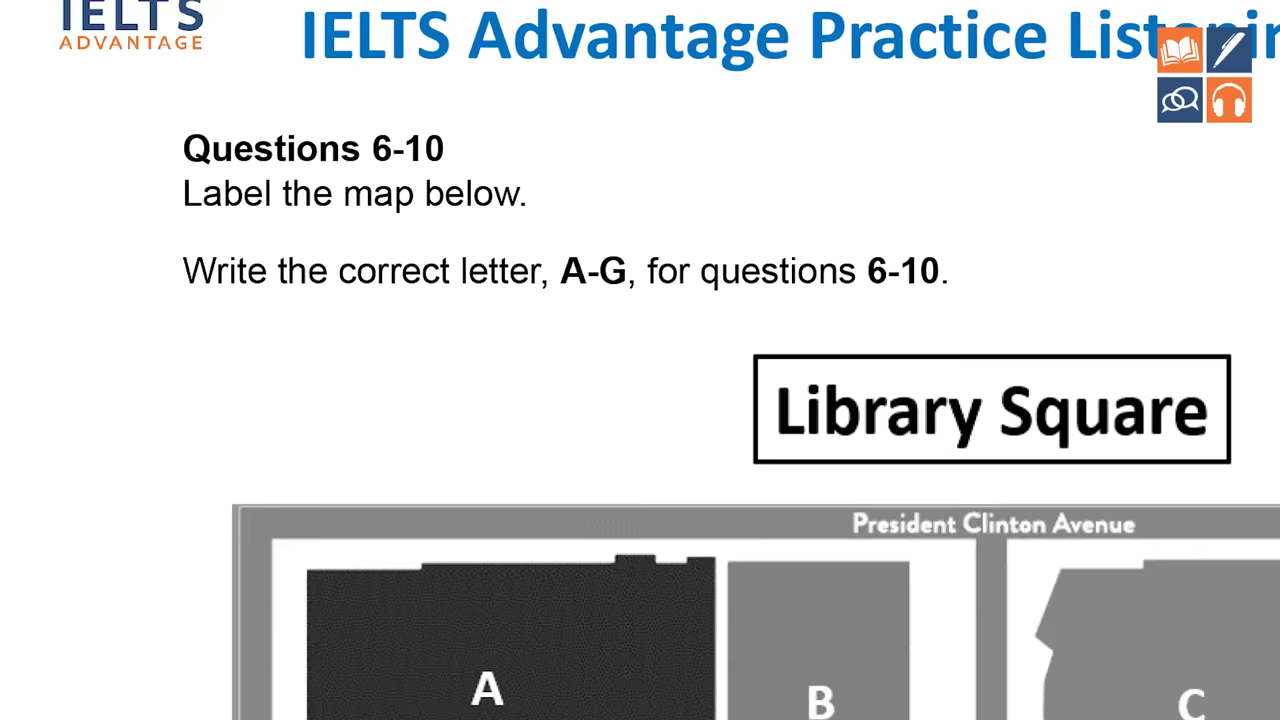 IELTS
ADVANTAGE
IELTS Advantage Practice
Questions 6-10
Label the map below.
Write the correct letter, A-G, for questions 6-10.
Library Square
President Clinton Avenue
A
B
C